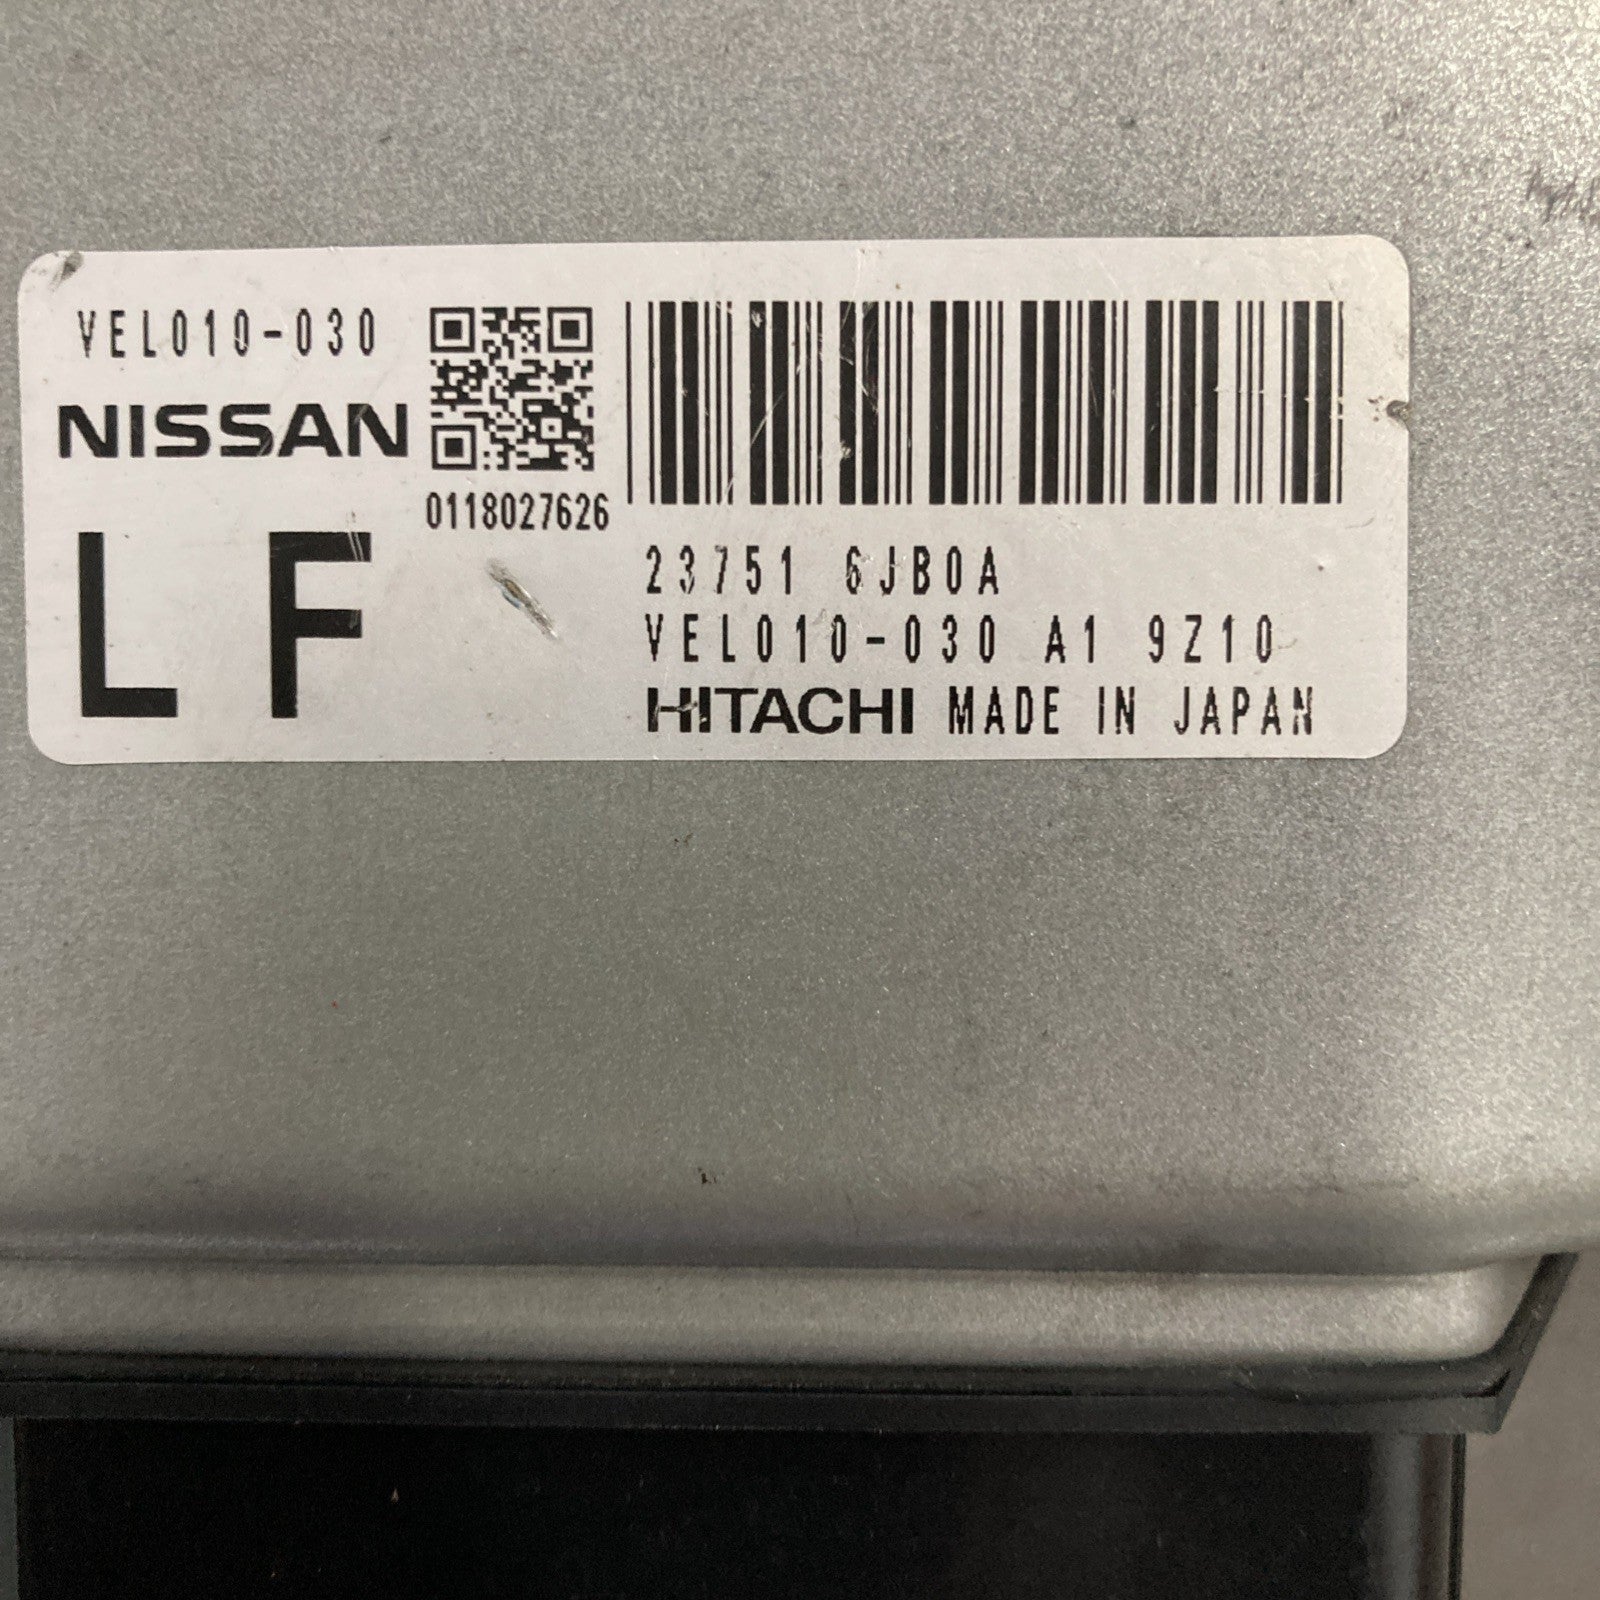 VEL010-030
NISSAN
0118027626
LF
23751 6JB0A
VEL010-030 A1 9Z10
HITACHI MADE IN JAPAN